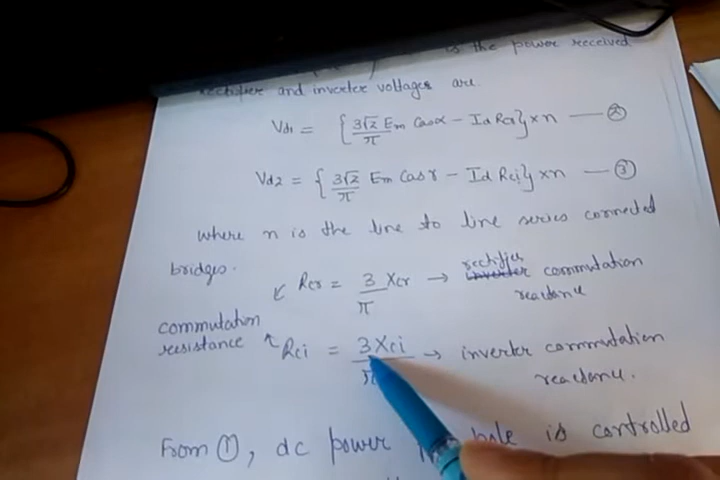 is the power received
rectifier and inverter voltages are
Vd1 = {3√2/π Em Cosα - Id Rcr} × n — ②
Vd2 = {3√2/π Em Cosγ - Id Rci} × n — ③
where n is the line to line series connected
bridges.
Rcr = 3/π Xcr → rectifier commutation
reactance
commutation
resistance
Rci = 3Xci/π → inverter commutation
reactance.
From ①, dc power pole is controlled